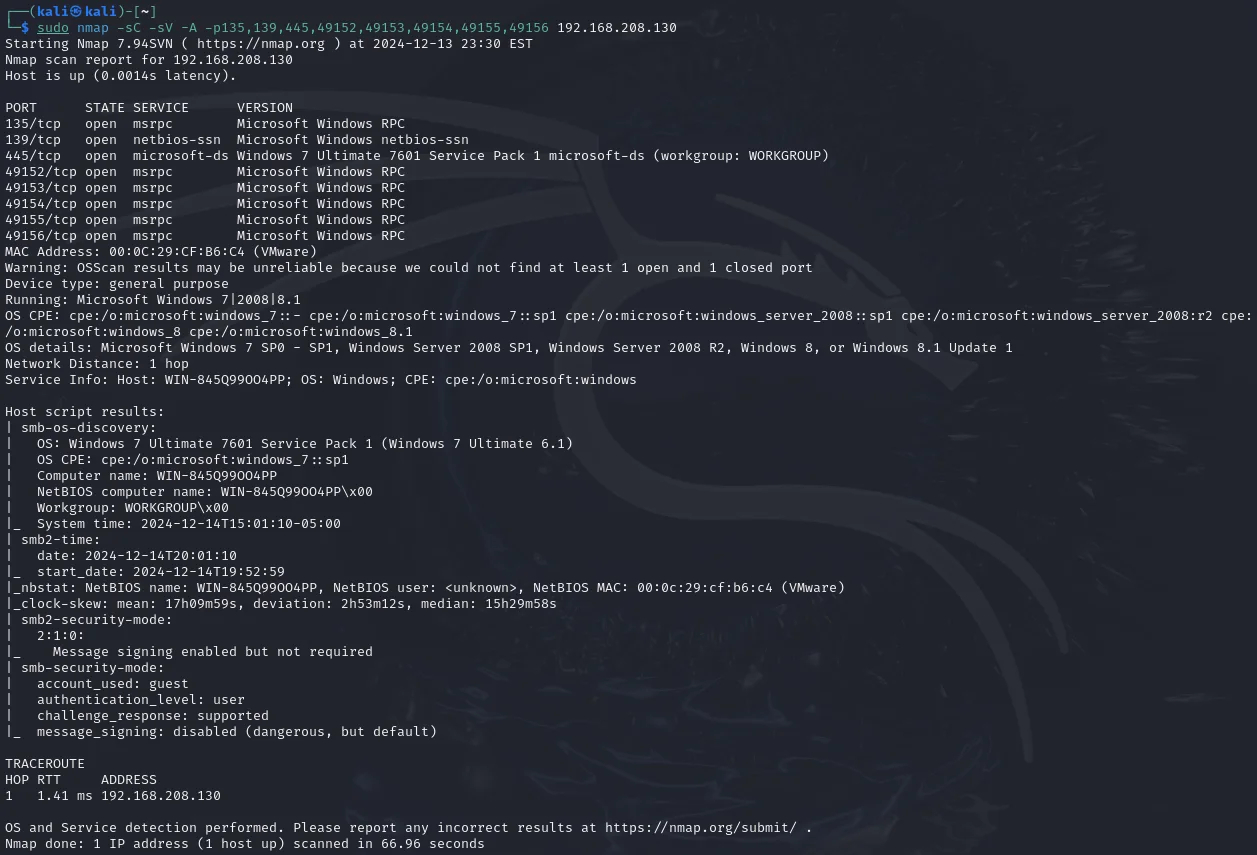 ┌──(kali㉿kali)-[~]
└─$ sudo nmap -sC -sV -A -p135,139,445,49152,49153,49154,49155,49156 192.168.208.130
Starting Nmap 7.94SVN ( https://nmap.org ) at 2024-12-13 23:30 EST
Nmap scan report for 192.168.208.130
Host is up (0.0014s latency).

PORT      STATE SERVICE      VERSION
135/tcp   open  msrpc        Microsoft Windows RPC
139/tcp   open  netbios-ssn  Microsoft Windows netbios-ssn
445/tcp   open  microsoft-ds Windows 7 Ultimate 7601 Service Pack 1 microsoft-ds (workgroup: WORKGROUP)
49152/tcp open  msrpc        Microsoft Windows RPC
49153/tcp open  msrpc        Microsoft Windows RPC
49154/tcp open  msrpc        Microsoft Windows RPC
49155/tcp open  msrpc        Microsoft Windows RPC
49156/tcp open  msrpc        Microsoft Windows RPC
MAC Address: 00:0C:29:CF:B6:C4 (VMware)
Warning: OSScan results may be unreliable because we could not find at least 1 open and 1 closed port
Device type: general purpose
Running: Microsoft Windows 7|2008|8.1
OS CPE: cpe:/o:microsoft:windows_7::- cpe:/o:microsoft:windows_7::sp1 cpe:/o:microsoft:windows_server_2008::sp1 cpe:/o:microsoft:windows_server_2008:r2 cpe:
/o:microsoft:windows_8 cpe:/o:microsoft:windows_8.1
OS details: Microsoft Windows 7 SP0 - SP1, Windows Server 2008 SP1, Windows Server 2008 R2, Windows 8, or Windows 8.1 Update 1
Network Distance: 1 hop
Service Info: Host: WIN-845Q99OO4PP; OS: Windows; CPE: cpe:/o:microsoft:windows

Host script results:
| smb-os-discovery:
|   OS: Windows 7 Ultimate 7601 Service Pack 1 (Windows 7 Ultimate 6.1)
|   OS CPE: cpe:/o:microsoft:windows_7::sp1
|   Computer name: WIN-845Q99OO4PP
|   NetBIOS computer name: WIN-845Q99OO4PP\x00
|   Workgroup: WORKGROUP\x00
|_  System time: 2024-12-14T15:01:10-05:00
| smb2-time:
|   date: 2024-12-14T20:01:10
|_  start_date: 2024-12-14T19:52:59
|_nbstat: NetBIOS name: WIN-845Q99OO4PP, NetBIOS user: <unknown>, NetBIOS MAC: 00:0c:29:cf:b6:c4 (VMware)
|_clock-skew: mean: 17h09m59s, deviation: 2h53m12s, median: 15h29m58s
| smb2-security-mode:
|   2:1:0:
|_    Message signing enabled but not required
| smb-security-mode:
|   account_used: guest
|   authentication_level: user
|   challenge_response: supported
|_  message_signing: disabled (dangerous, but default)

TRACEROUTE
HOP RTT     ADDRESS
1   1.41 ms 192.168.208.130

OS and Service detection performed. Please report any incorrect results at https://nmap.org/submit/ .
Nmap done: 1 IP address (1 host up) scanned in 66.96 seconds